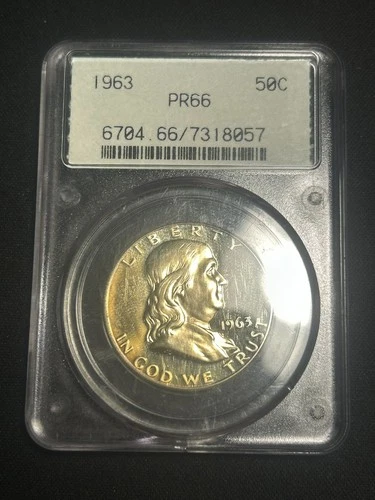 1963 50C
PR66
6704.66/7318057
LIBERTY
1963
IN GOD WE TRUST